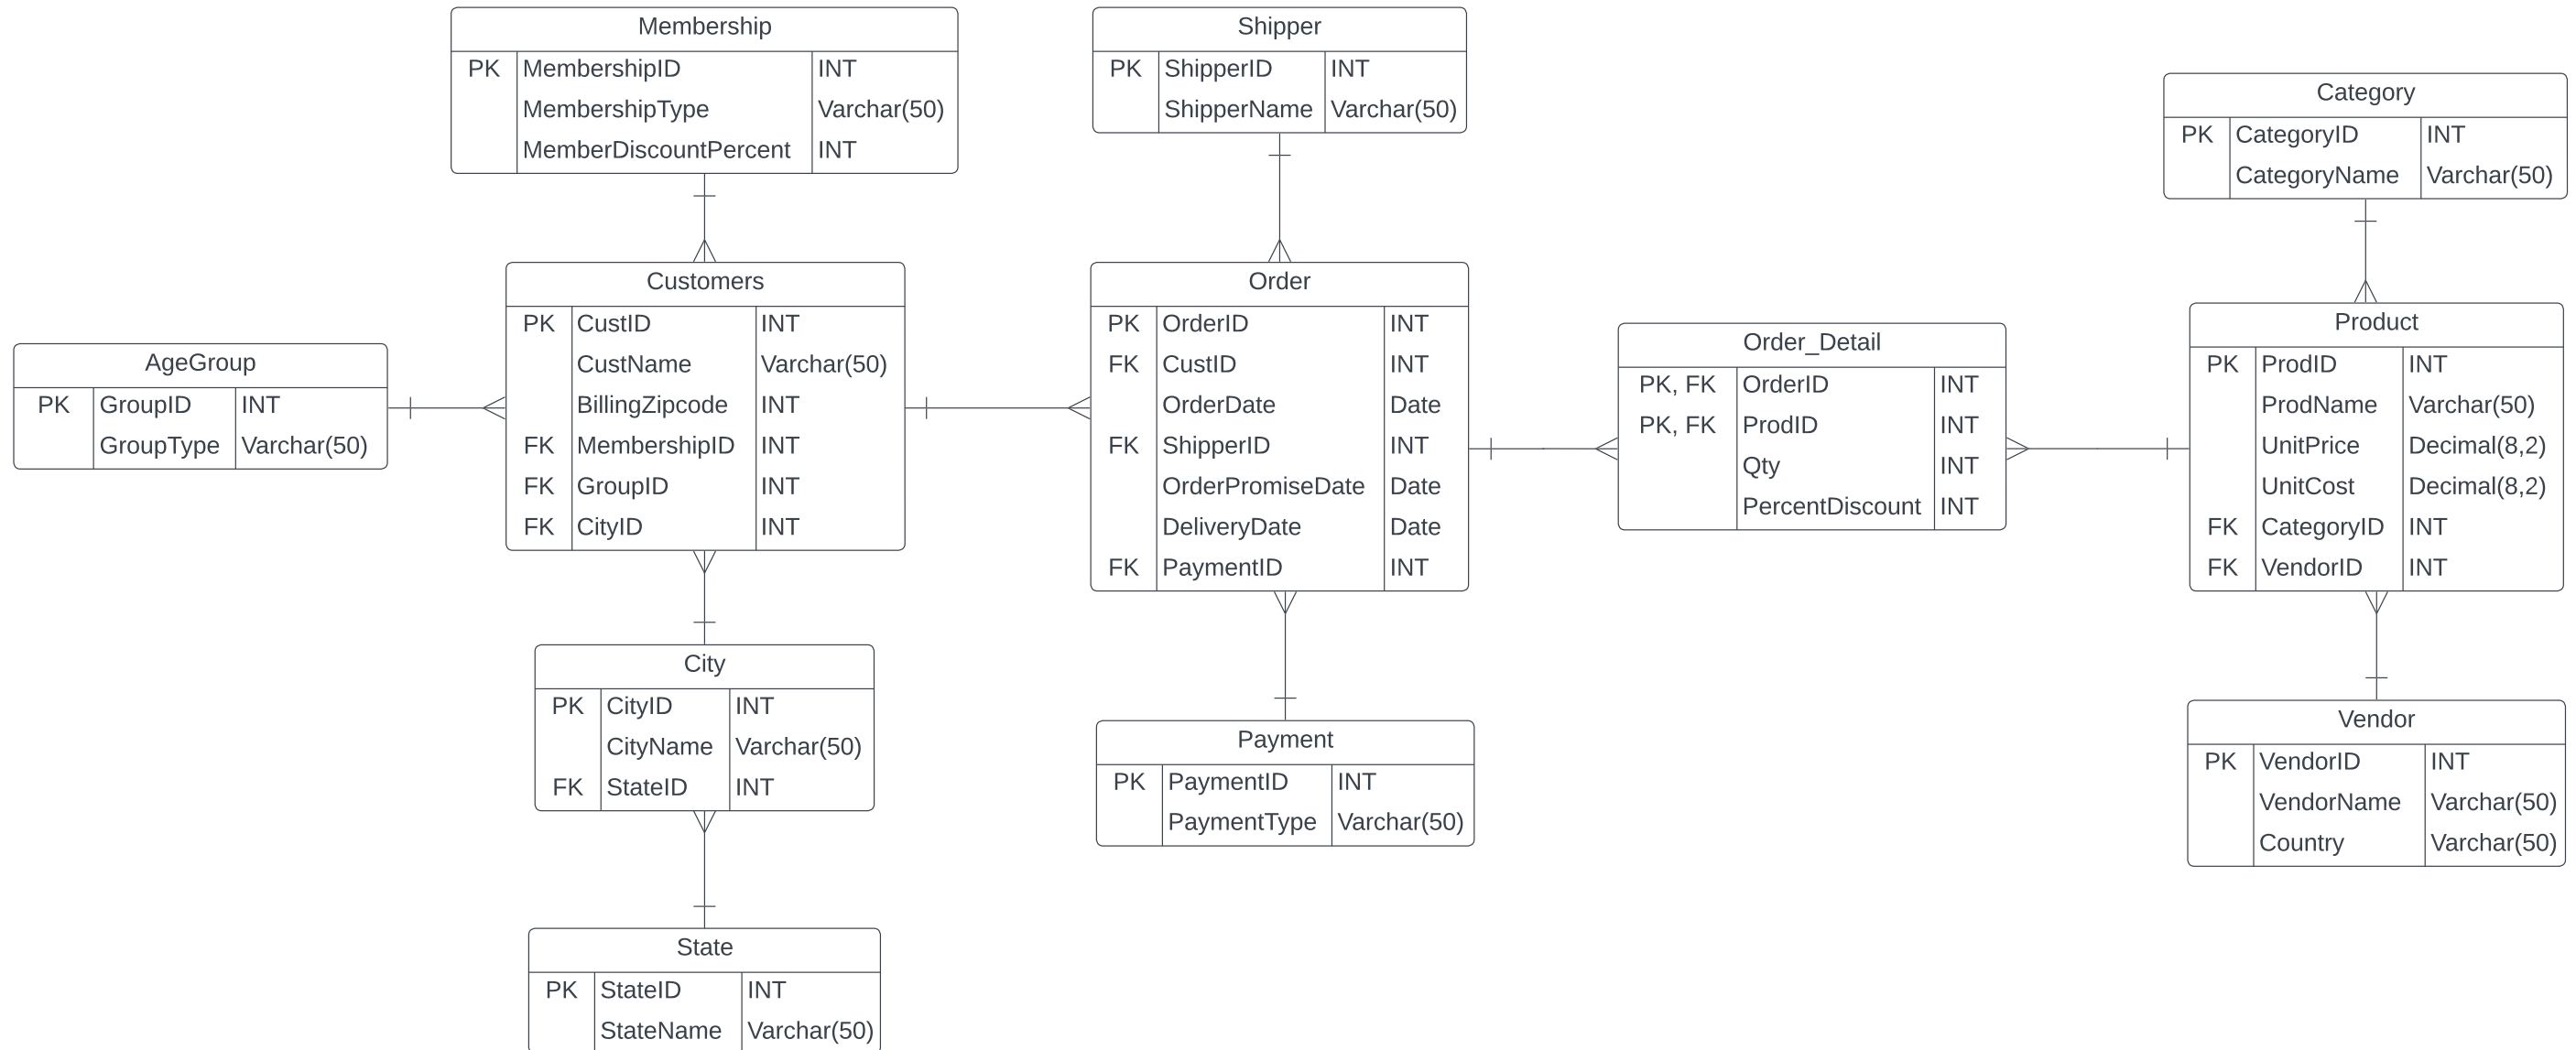 Membership
PK MembershipID INT
MembershipType Varchar(50)
MemberDiscountPercent INT
Shipper
PK ShipperID INT
ShipperName Varchar(50)
Category
PK CategoryID INT
CategoryName Varchar(50)
AgeGroup
PK GroupID INT
GroupType Varchar(50)
Customers
PK CustID INT
CustName Varchar(50)
BillingZipcode INT
FK MembershipID INT
FK GroupID INT
FK CityID INT
Order
PK OrderID INT
FK CustID INT
OrderDate Date
FK ShipperID INT
OrderPromiseDate Date
DeliveryDate Date
FK PaymentID INT
Order_Detail
PK, FK OrderID INT
PK, FK ProdID INT
Qty INT
PercentDiscount INT
Product
PK ProdID INT
ProdName Varchar(50)
UnitPrice Decimal(8,2)
UnitCost Decimal(8,2)
FK CategoryID INT
FK VendorID INT
City
PK CityID INT
CityName Varchar(50)
FK StateID INT
Payment
PK PaymentID INT
PaymentType Varchar(50)
Vendor
PK VendorID INT
VendorName Varchar(50)
Country Varchar(50)
State
PK StateID INT
StateName Varchar(50)